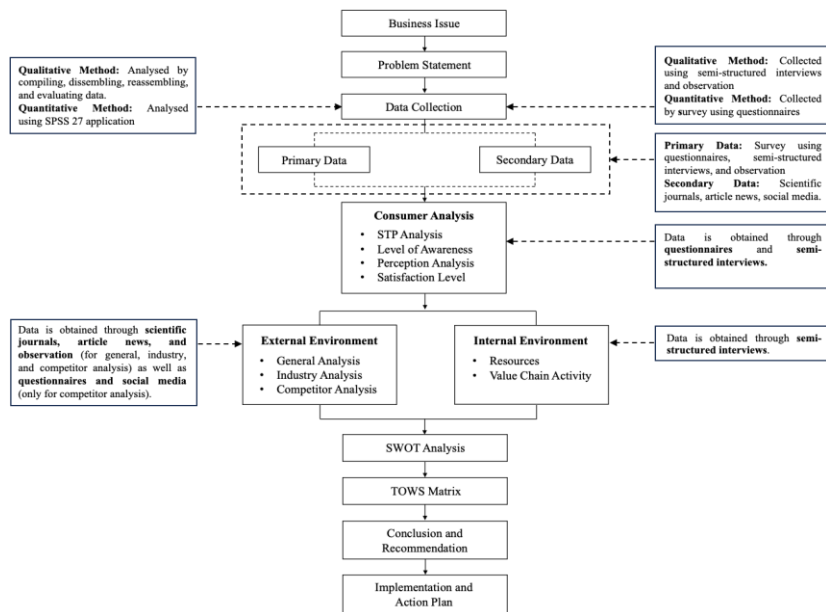 Business Issue
Problem Statement
Qualitative Method: Analysed by
compiling, dissembling, reassembling,
and evaluating data.
Quantitative Method: Analysed
using SPSS 27 application
Data Collection
Qualitative Method: Collected
using semi-structured interviews
and observation
Quantitative Method: Collected
by survey using questionnaires
Primary Data
Secondary Data
Primary Data: Survey using
questionnaires, semi-structured
interviews, and observation
Secondary Data: Scientific
journals, article news, social media.
Consumer Analysis
• STP Analysis
• Level of Awareness
• Perception Analysis
• Satisfaction Level
Data is obtained through
questionnaires and semi-
structured interviews.
Data is obtained through scientific
journals, article news, and
observation (for general, industry,
and competitor analysis) as well as
questionnaires and social media
(only for competitor analysis).
External Environment
• General Analysis
• Industry Analysis
• Competitor Analysis
Internal Environment
• Resources
• Value Chain Activity
Data is obtained through semi-
structured interviews.
SWOT Analysis
TOWS Matrix
Conclusion and
Recommendation
Implementation and
Action Plan